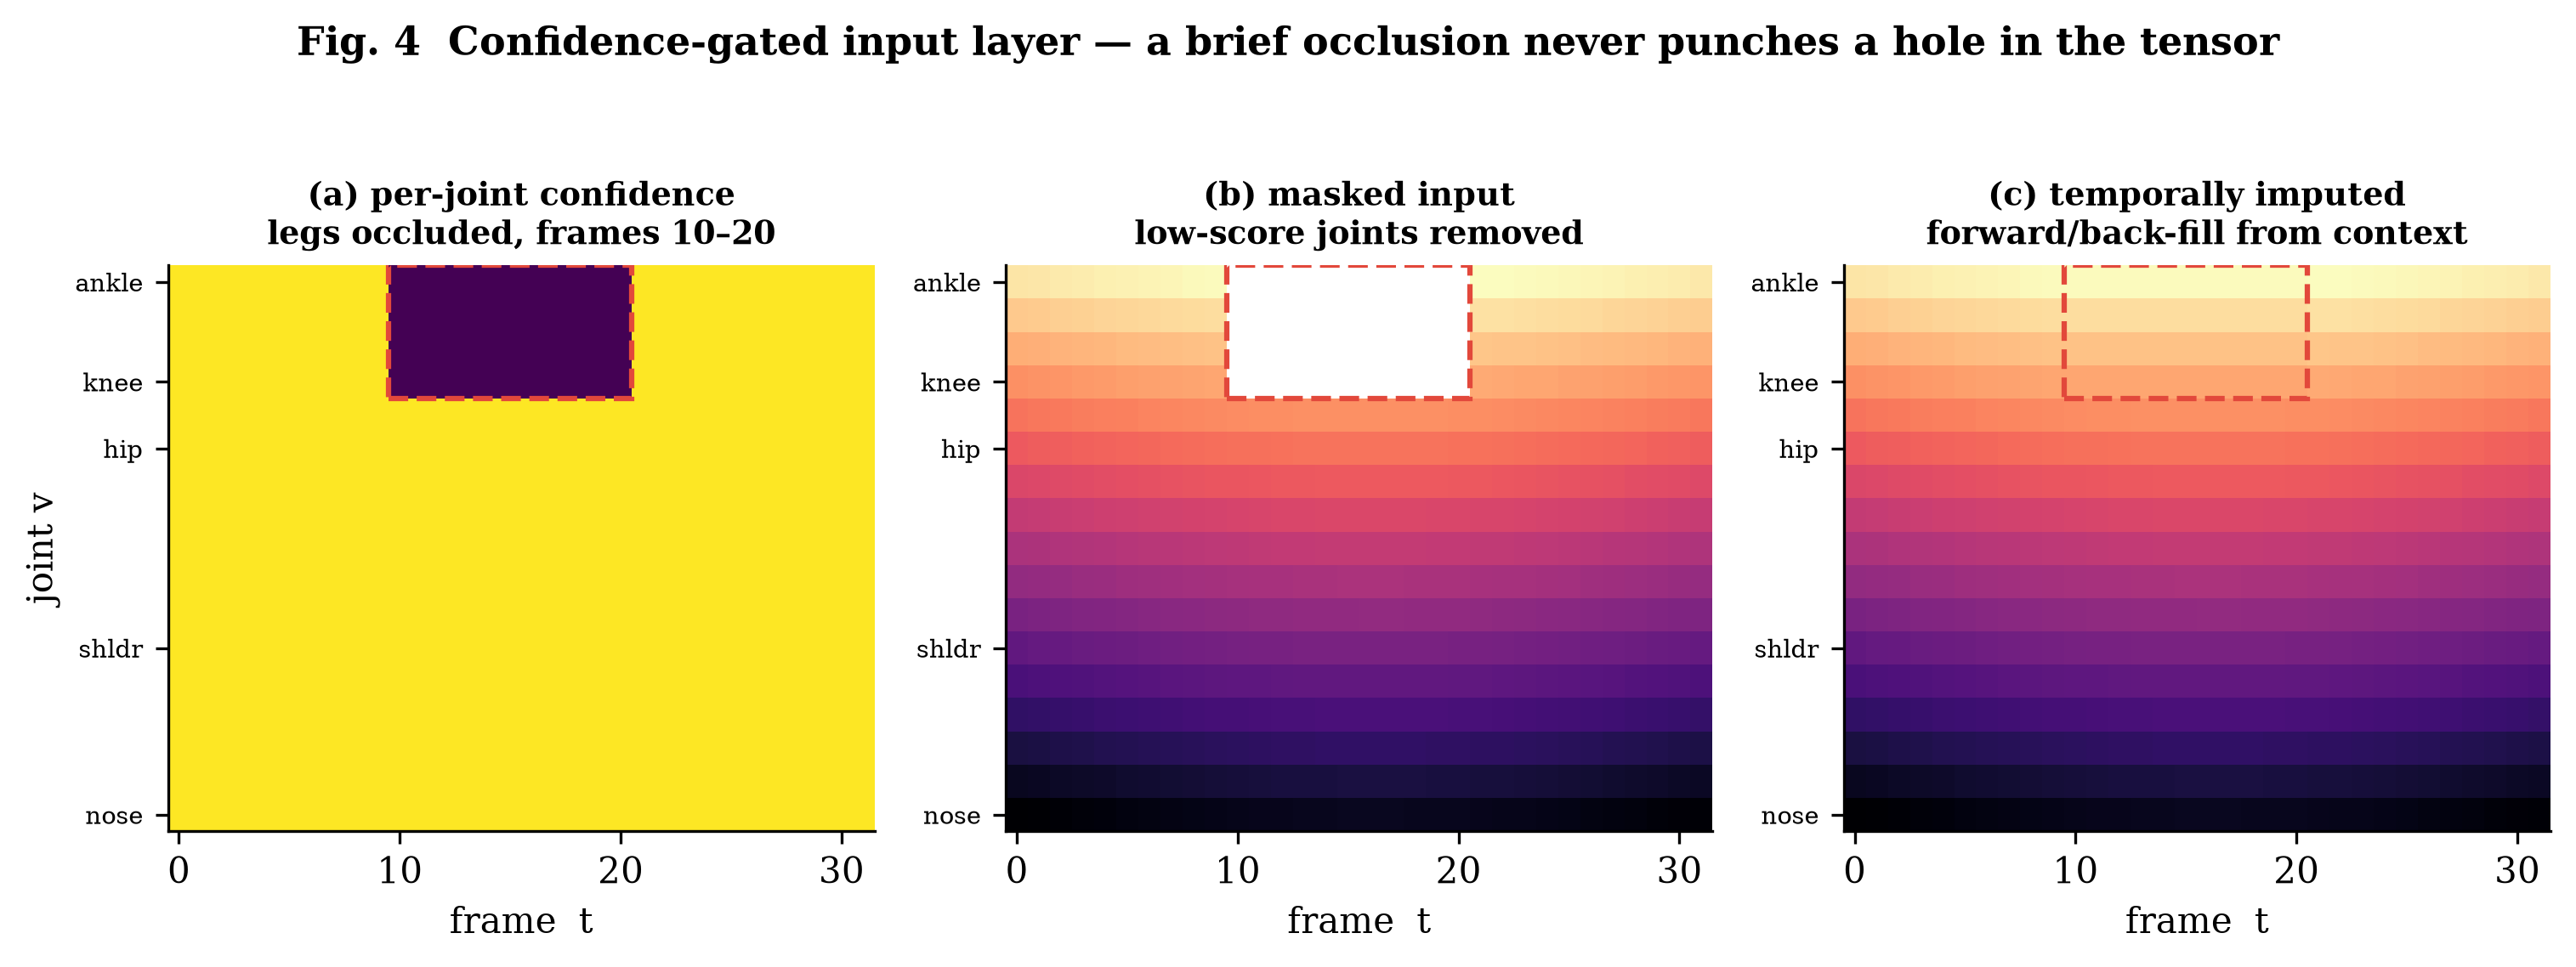 Fig. 4  Confidence-gated input layer — a brief occlusion never punches a hole in the tensor
(a) per-joint confidence
legs occluded, frames 10–20
ankle
knee
hip
shldr
nose
joint v
0 10 20 30
frame  t
(b) masked input
low-score joints removed
ankle
knee
hip
shldr
nose
0 10 20 30
frame  t
(c) temporally imputed
forward/back-fill from context
ankle
knee
hip
shldr
nose
0 10 20 30
frame  t